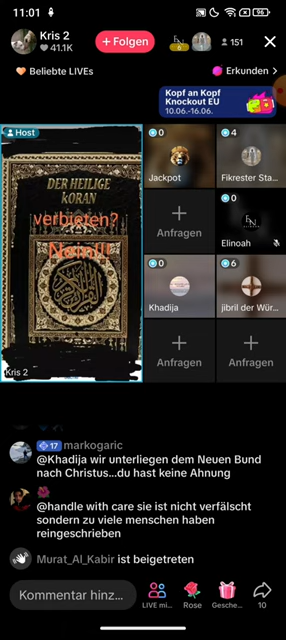 11:01
96
Kris 2
41.1K
+ Folgen
6
151
Beliebte LIVEs
Erkunden >
Kopf an Kopf
Knockout EU
10.06.-16.06.
Host
DER HEILIGE
KORAN
verbieten?
Nein!!!
Kris 2
0
Jackpot
4
Fikrester Sta...
Anfragen
0
Elinoah
0
Khadija
6
jibril der Wür...
Anfragen
Anfragen
17 markogaric
@Khadija wir unterliegen dem Neuen Bund
nach Christus...du hast keine Ahnung
@handle with care sie ist nicht verfälscht
sondern zu viele menschen haben
reingeschrieben
Murat_Al_Kabir ist beigetreten
Kommentar hinz...
LIVE mi...
Rose
Gesche...
10